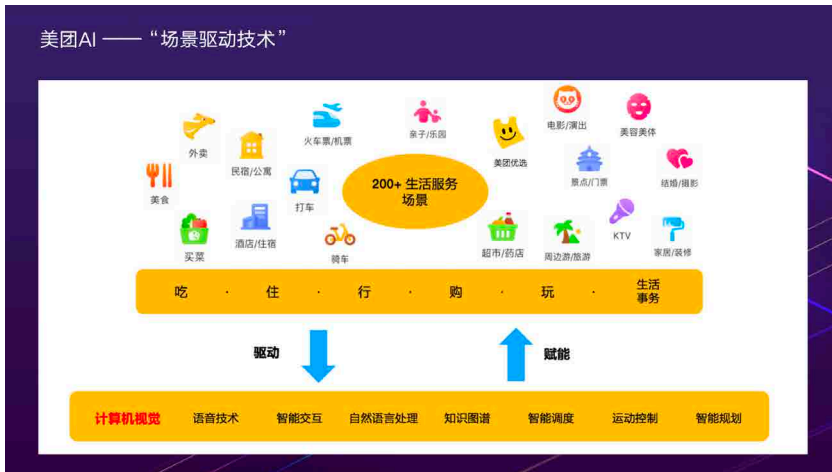 美团AI ——“场景驱动技术”
外卖
民宿/公寓
火车票/机票
亲子/乐园
美团优选
电影/演出
美容美体
美食
打车
200+ 生活服务
场景
景点/门票
结婚/摄影
买菜
酒店/住宿
骑车
超市/药店
周边游/旅游
KTV
家居/装修
吃 · 住 · 行 · 购 · 玩 · 生活
事务
驱动
赋能
计算机视觉 语音技术 智能交互 自然语言处理 知识图谱 智能调度 运动控制 智能规划